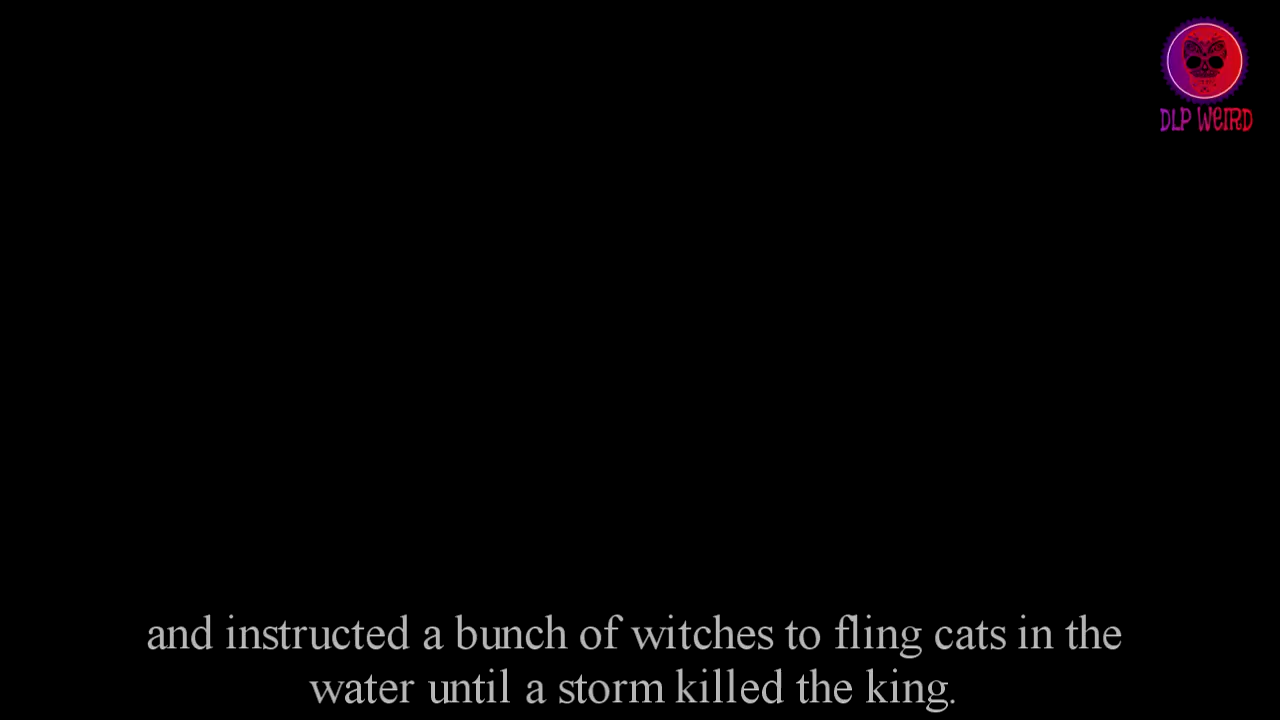 DLP WEIRD
and instructed a bunch of witches to fling cats in the
water until a storm killed the king.